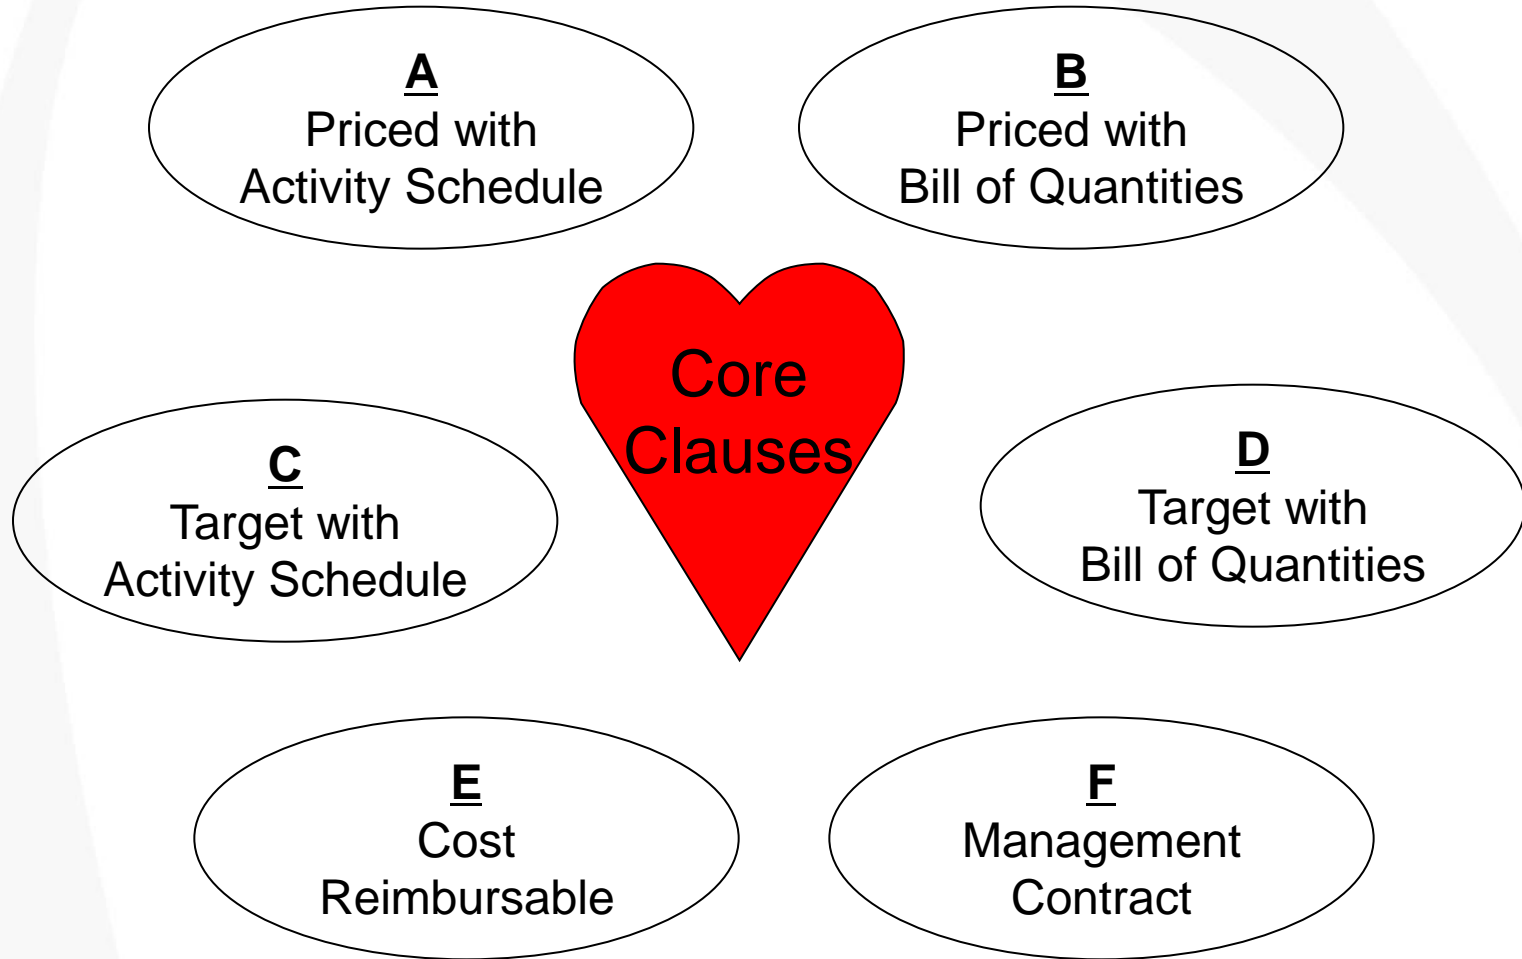 A
Priced with
Activity Schedule
B
Priced with
Bill of Quantities
Core
Clauses
C
Target with
Activity Schedule
D
Target with
Bill of Quantities
E
Cost
Reimbursable
F
Management
Contract